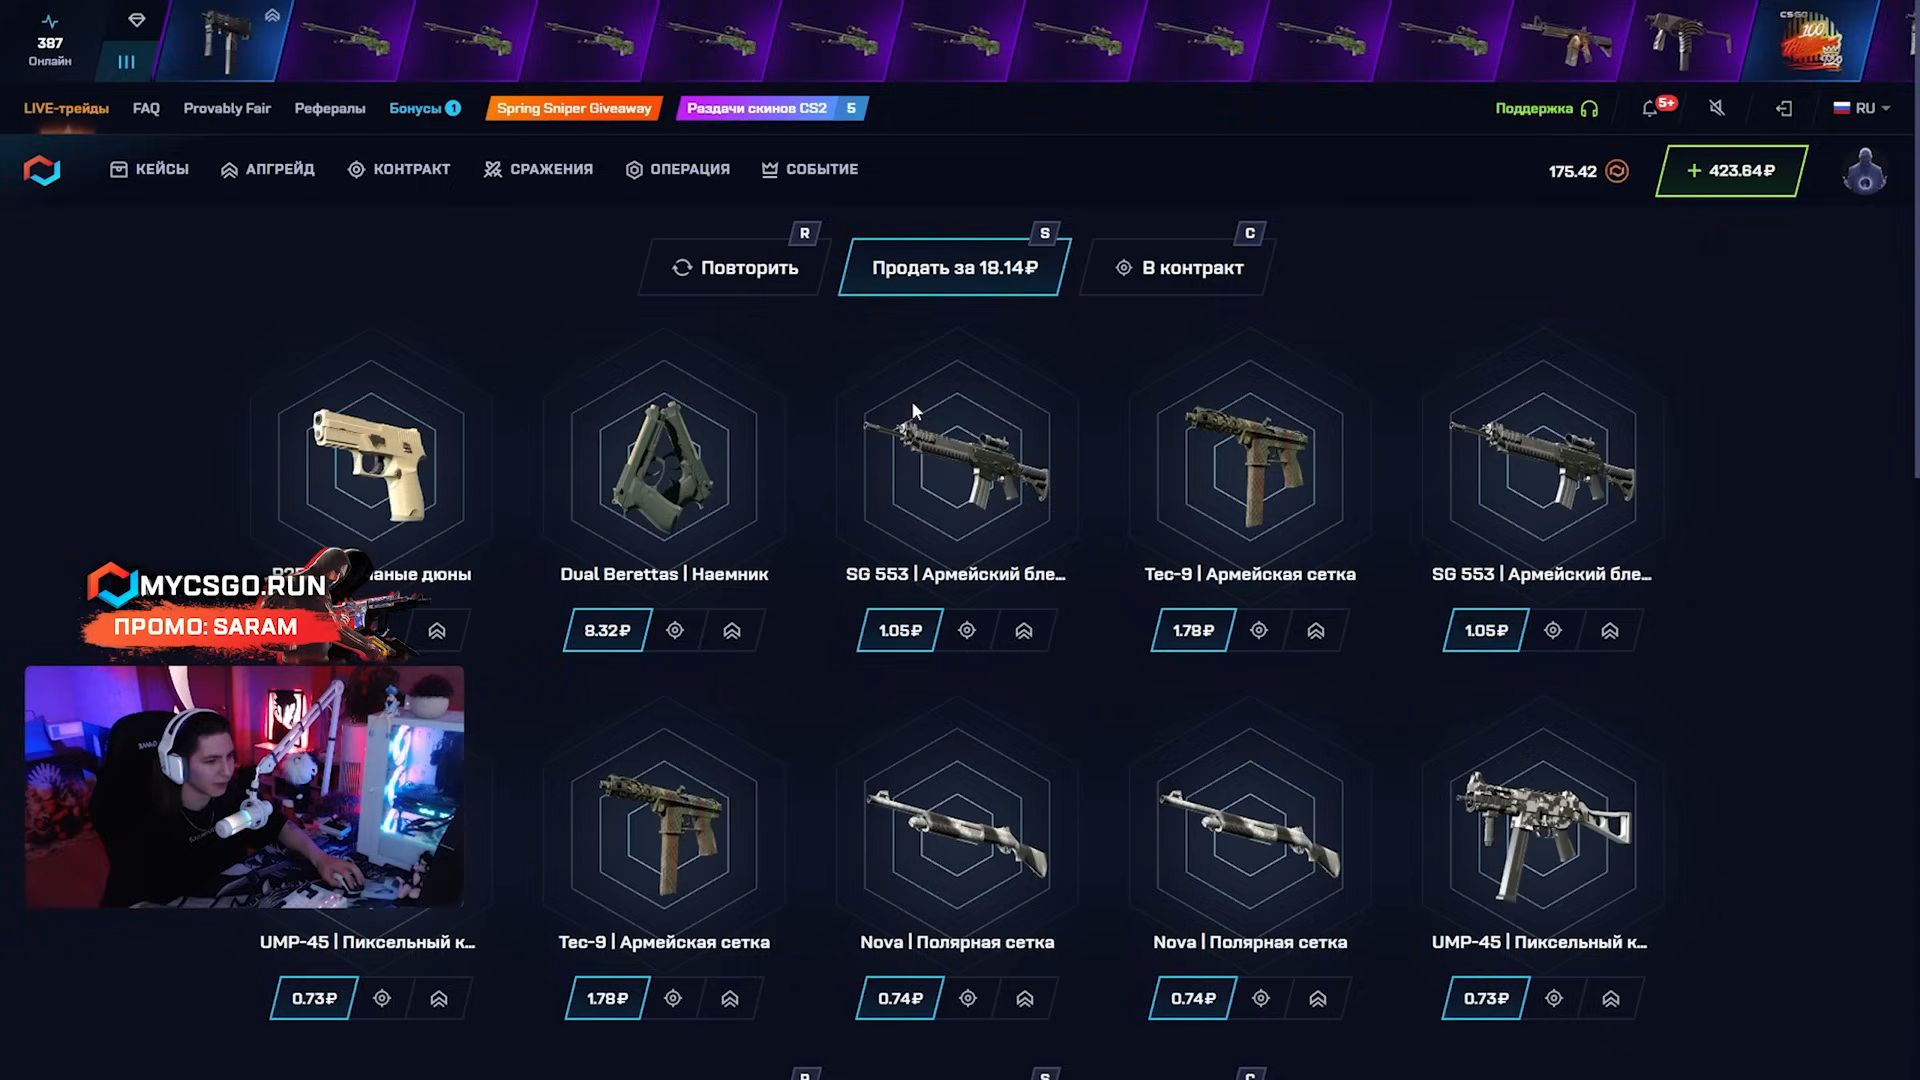 387
Онлайн
CS:GO
100
LIVE-трейды
FAQ
Provably Fair
Рефералы
Бонусы 1
Spring Sniper Giveaway
Раздачи скинов CS2 5
Поддержка
5+
RU
КЕЙСЫ
АПГРЕЙД
КОНТРАКТ
СРАЖЕНИЯ
ОПЕРАЦИЯ
СОБЫТИЕ
175.42
+ 423.64₽
R
S
C
Повторить
Продать за 18.14₽
В контракт
аные дюны
Dual Berettas | Наемник
SG 553 | Армейский бле...
Tec-9 | Армейская сетка
SG 553 | Армейский бле...
8.32₽
1.05₽
1.78₽
1.05₽
MYCSGO.RUN
ПРОМО: SARAM
UMP-45 | Пиксельный к...
Tec-9 | Армейская сетка
Nova | Полярная сетка
Nova | Полярная сетка
UMP-45 | Пиксельный к...
0.73₽
1.78₽
0.74₽
0.74₽
0.73₽
R
S
C